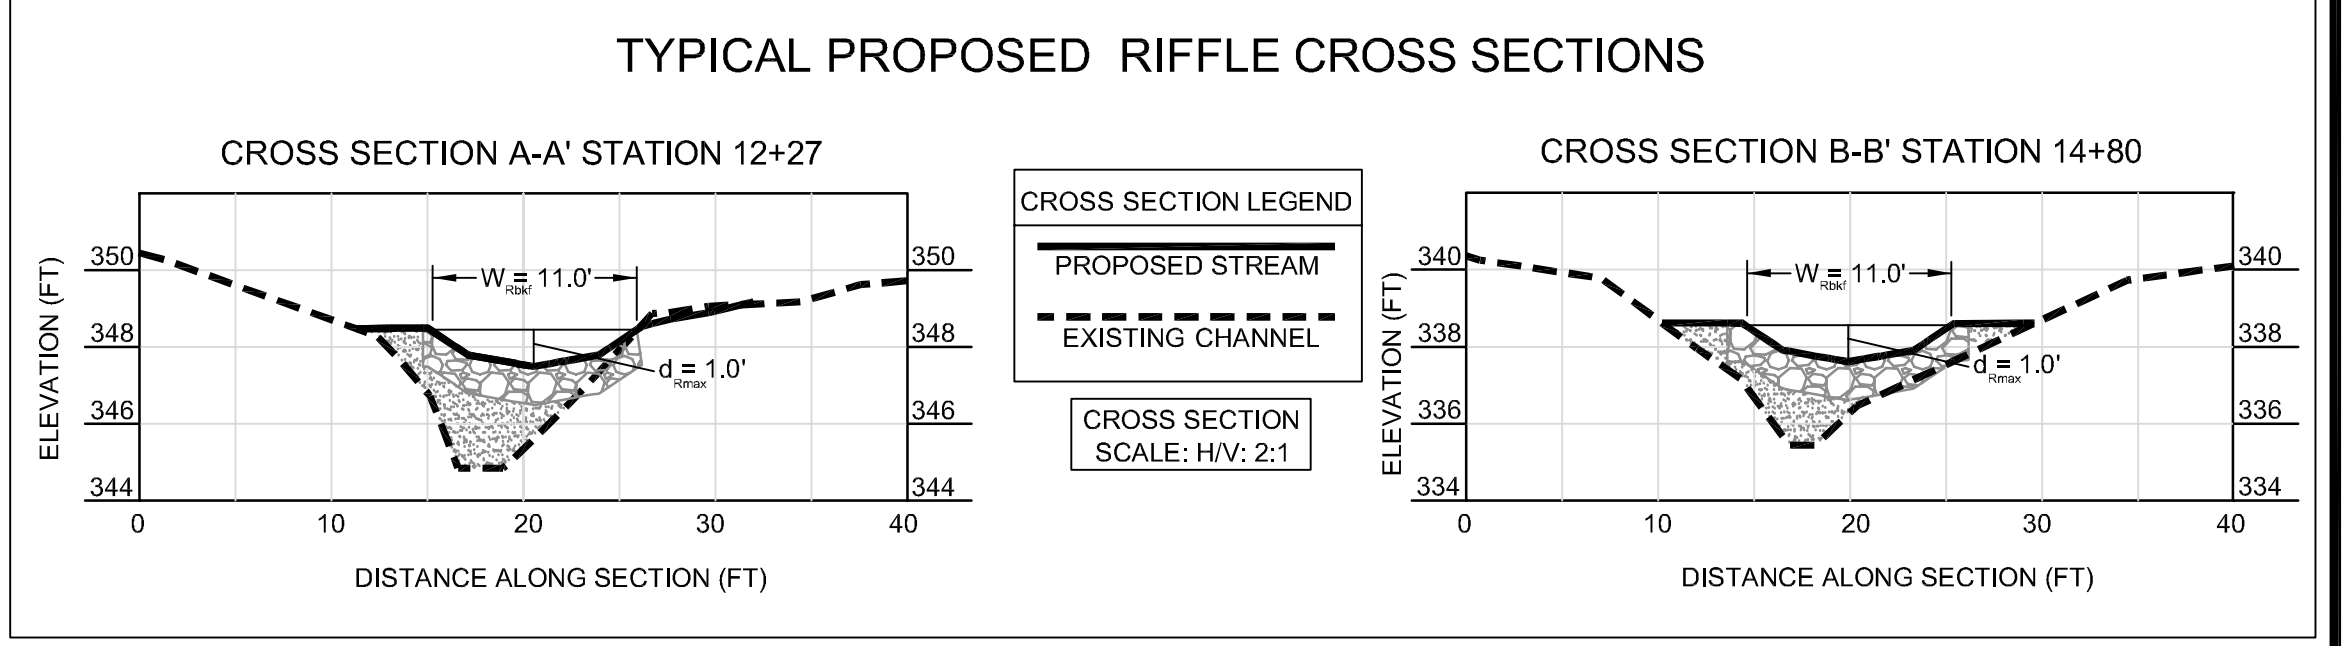 TYPICAL PROPOSED RIFFLE CROSS SECTIONS
CROSS SECTION A-A' STATION 12+27
ELEVATION (FT)
350
348
346
344
350
348
346
344
W Rbkf = 11.0'
d Rmax = 1.0'
0 10 20 30 40
DISTANCE ALONG SECTION (FT)
CROSS SECTION LEGEND
PROPOSED STREAM
EXISTING CHANNEL
CROSS SECTION
SCALE: H/V: 2:1
CROSS SECTION B-B' STATION 14+80
ELEVATION (FT)
340
338
336
334
340
338
336
334
W Rbkf = 11.0'
d Rmax = 1.0'
0 10 20 30 40
DISTANCE ALONG SECTION (FT)